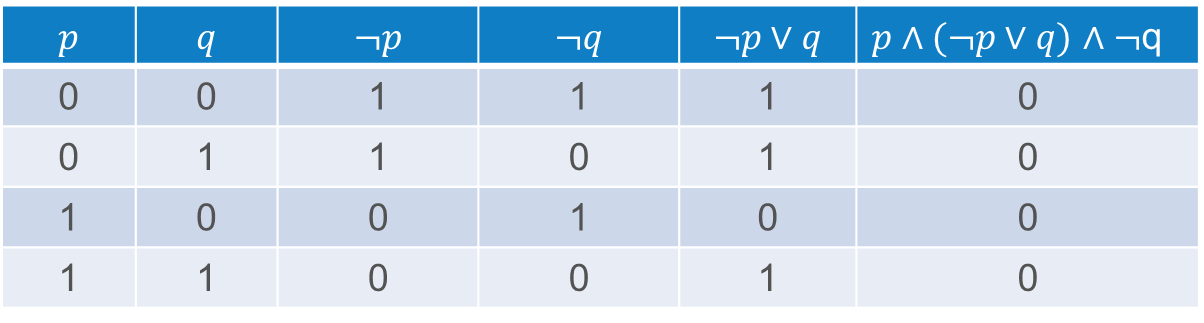 𝑝 𝑞 ¬𝑝 ¬𝑞 ¬𝑝 ∨ 𝑞 𝑝 ∧ (¬𝑝 ∨ 𝑞) ∧ ¬q
0 0 1 1 1 0
0 1 1 0 1 0
1 0 0 1 0 0
1 1 0 0 1 0